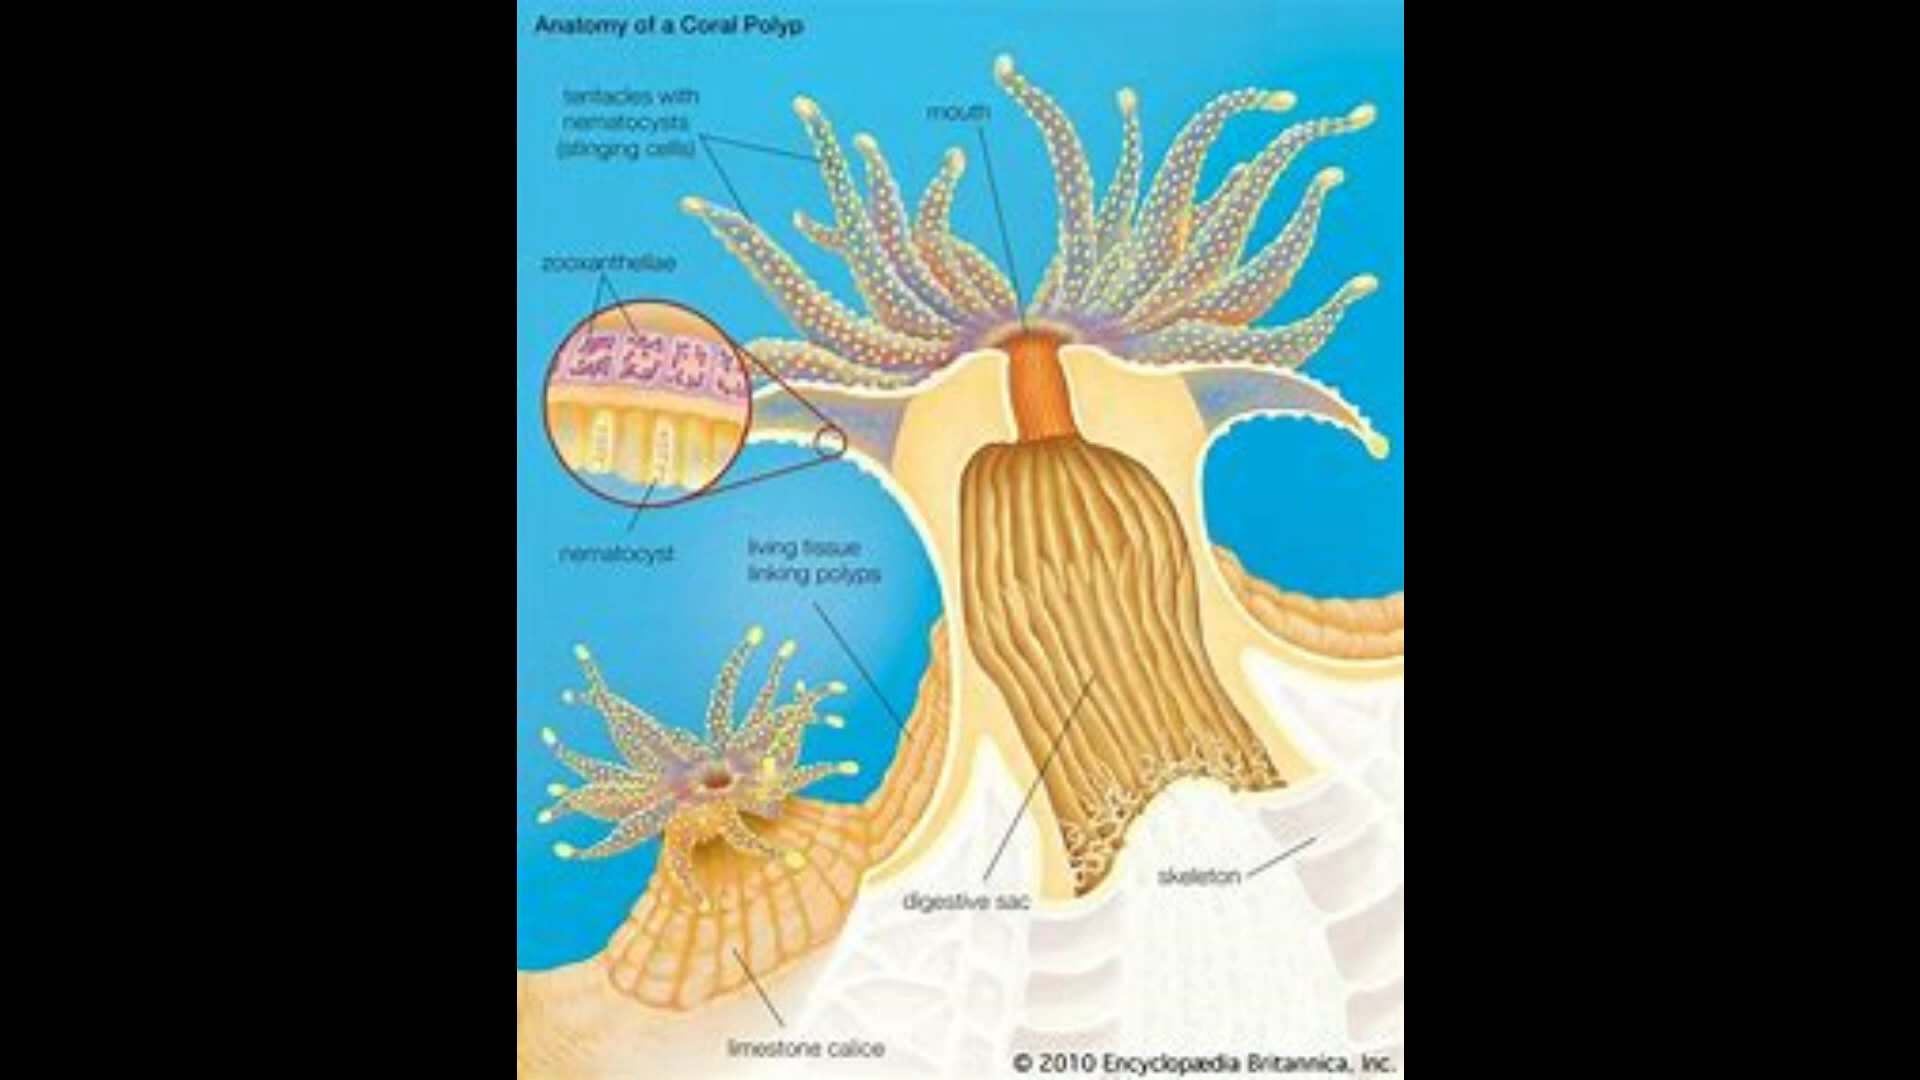 Anatomy of a Coral Polyp
tentacles with
nematocysts
(stinging cells)
mouth
zooxanthellae
nematocyst
living tissue
linking polyps
digestive sac
skeleton
limestone calice
© 2010 Encyclopædia Britannica, Inc.